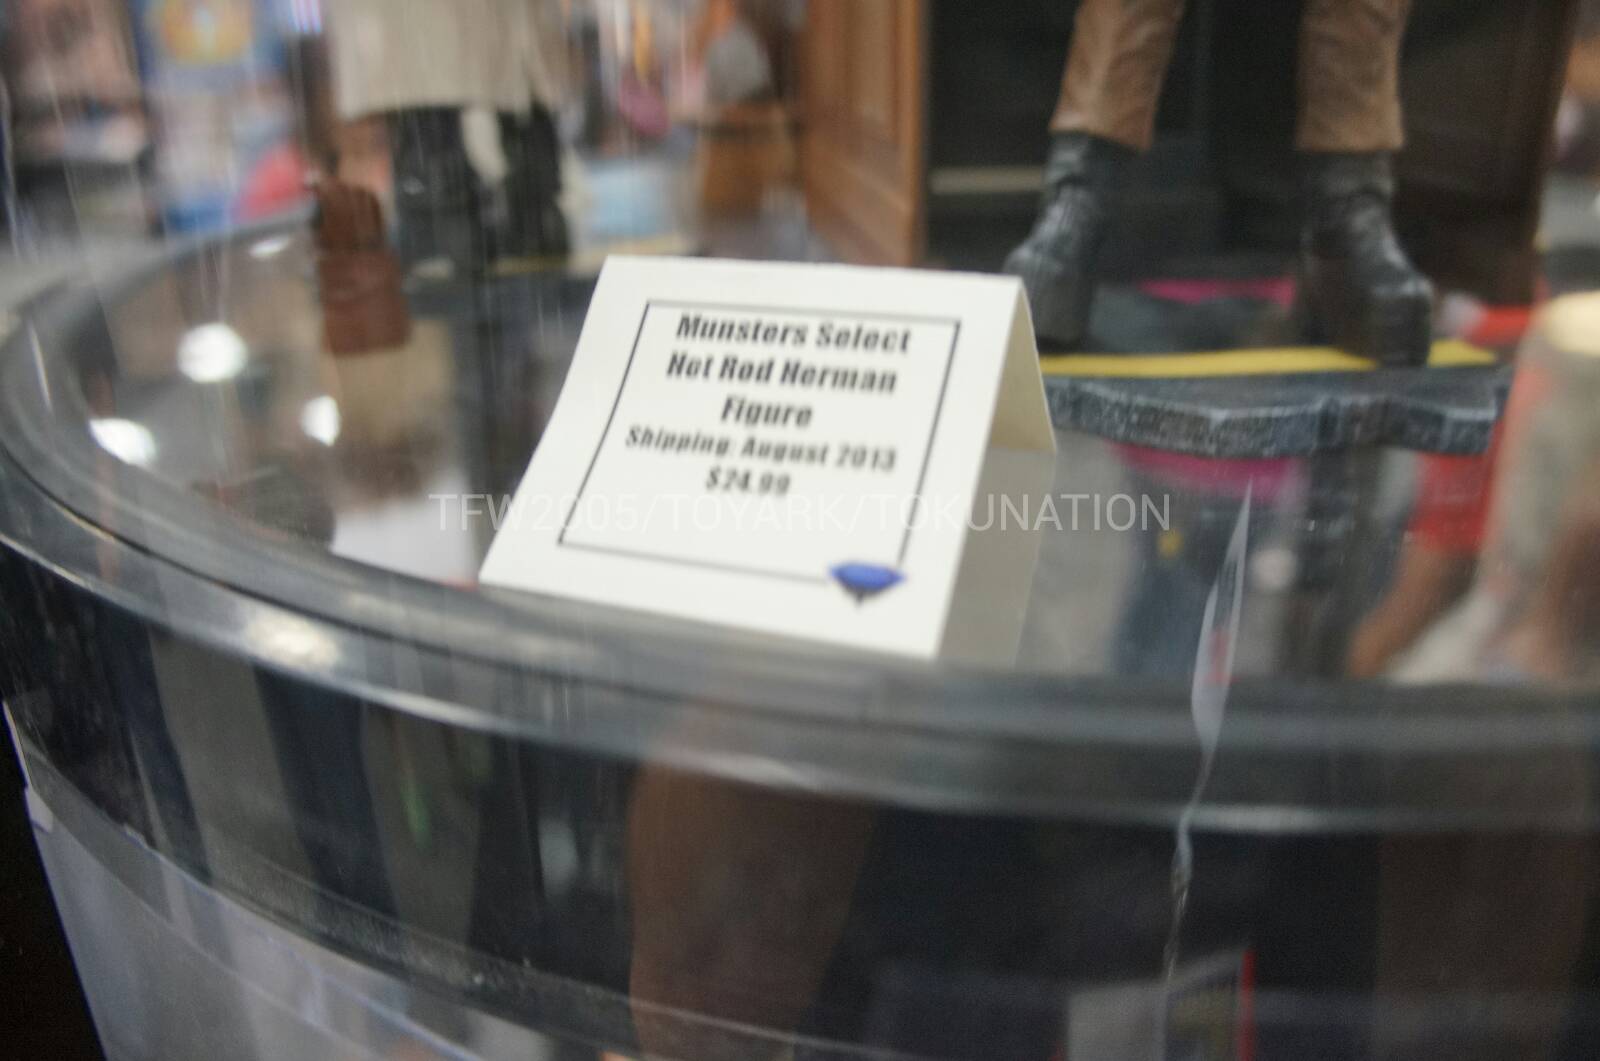 Munsters Select
Hot Rod Herman
Figure
Shipping: August 2013
$24.99
TFW2005/TOYARK/TOKUNATION